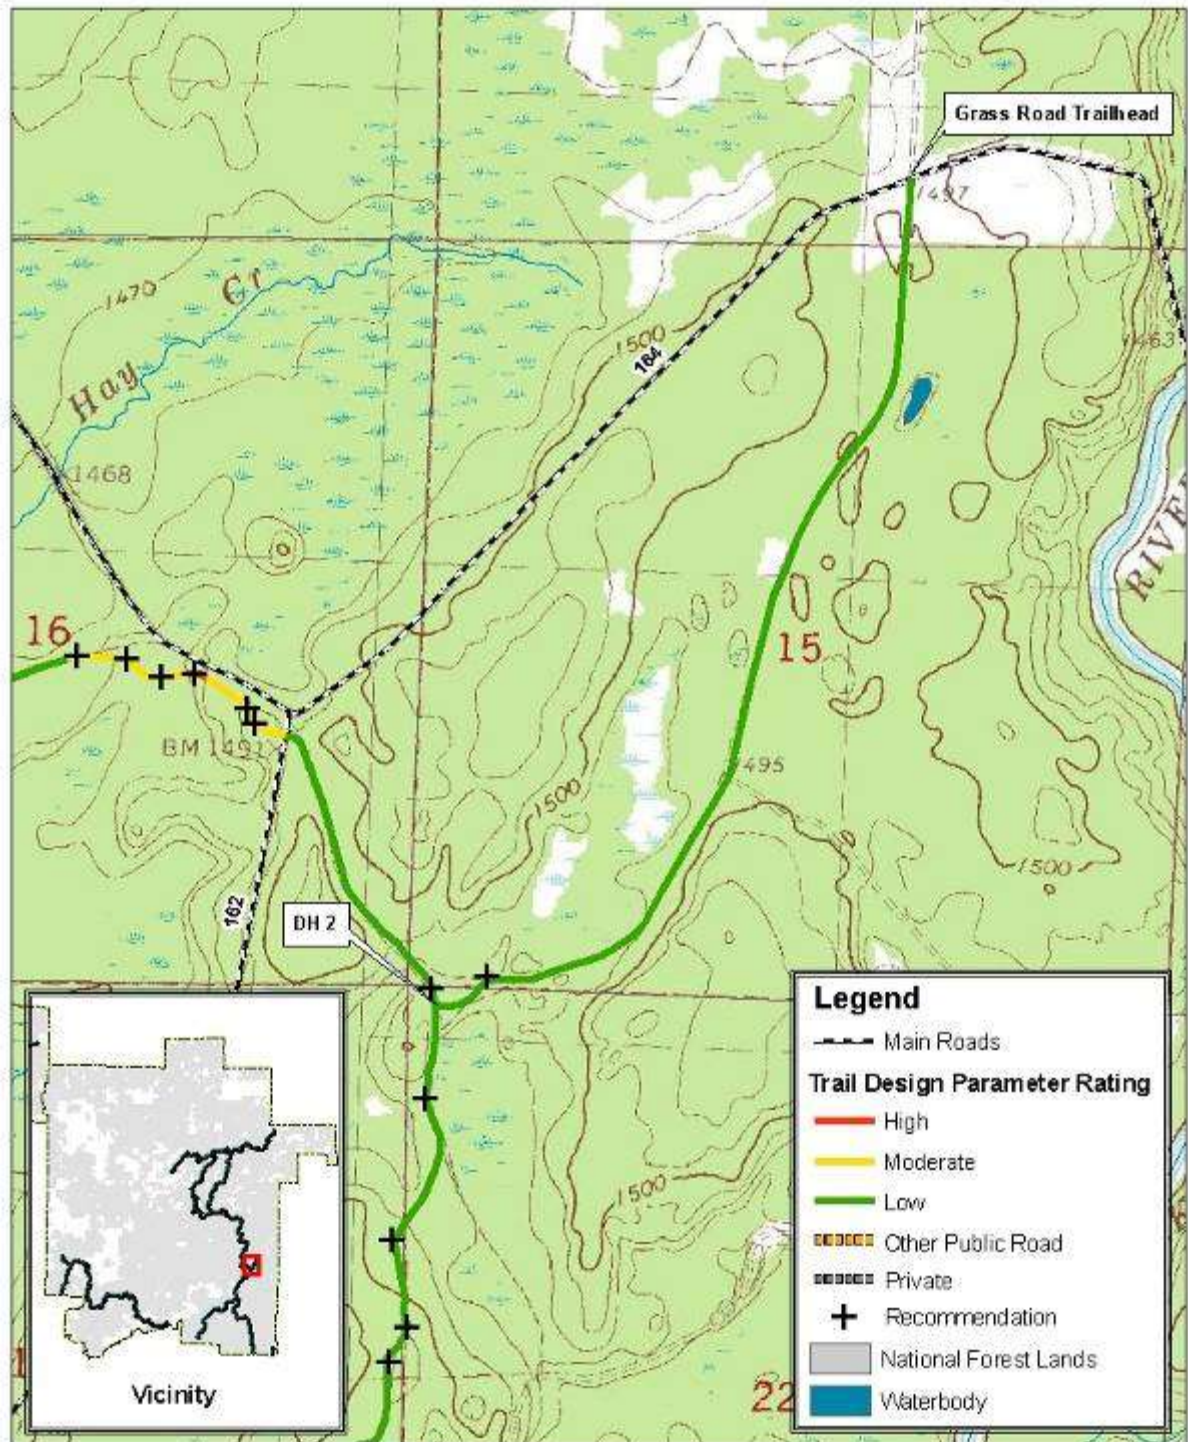 Grass Road Trailhead
1497
1470
Hay Cr
1500
164
1463
1468
RIVER
16
15
BM 1491
1495
1500
1500
162
DH 2
1500
22
Vicinity
Legend
Main Roads
Trail Design Parameter Rating
High
Moderate
Low
Other Public Road
Private
Recommendation
National Forest Lands
Waterbody